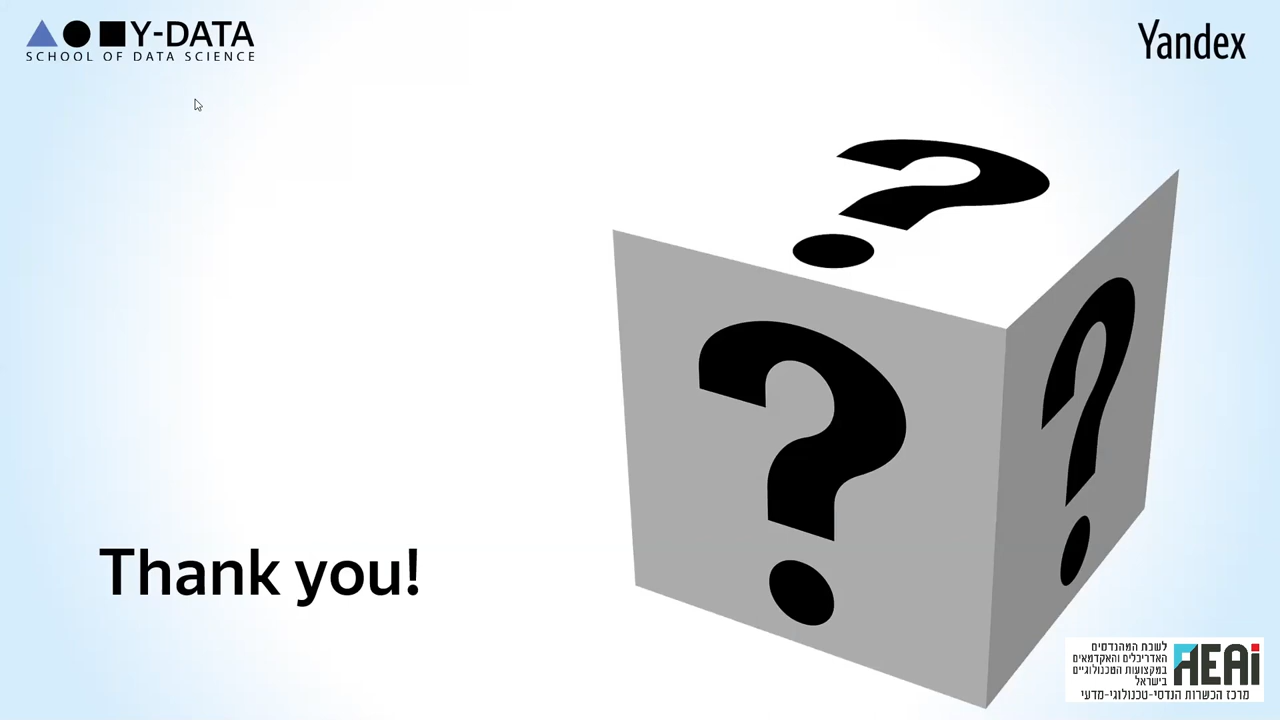 Y-DATA
SCHOOL OF DATA SCIENCE
Yandex
?
?
?
Thank you!
לשכת המהנדסים
האדריכלים והאקדמאים
במקצועות הטכנולוגיים
בישראל
AEAI
מרכז הכשרות הנדסי-טכנולוגי-מדעי